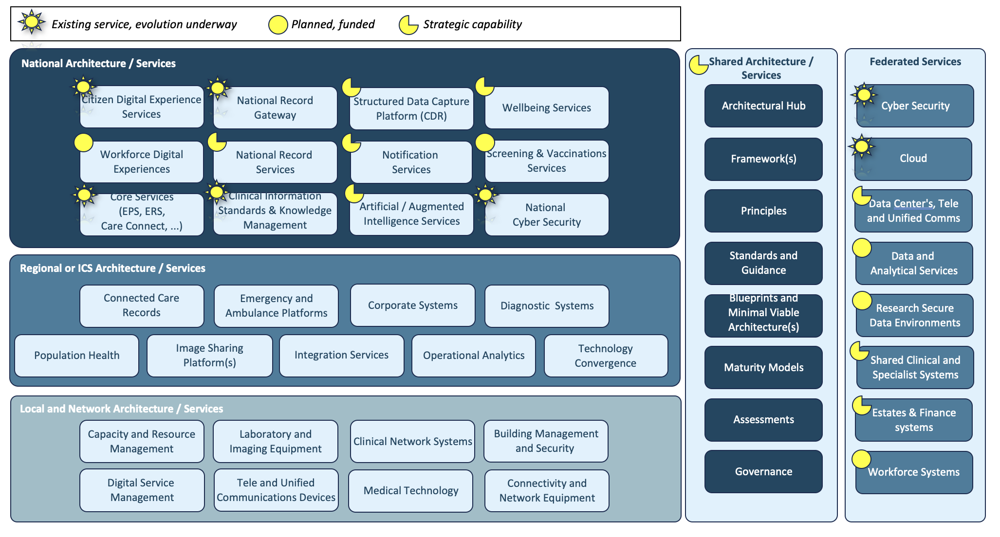 Existing service, evolution underway
Planned, funded
Strategic capability
National Architecture / Services
Citizen Digital Experience
Services
National Record
Gateway
Structured Data Capture
Platform (CDR)
Wellbeing Services
Workforce Digital
Experiences
National Record
Services
Notification
Services
Screening & Vaccinations
Services
Core Services
(EPS, ERS,
Care Connect, ...)
Clinical Information
Standards & Knowledge
Management
Artificial / Augmented
Intelligence Services
National
Cyber Security
Regional or ICS Architecture / Services
Connected Care
Records
Emergency and
Ambulance Platforms
Corporate Systems
Diagnostic  Systems
Population Health
Image Sharing
Platform(s)
Integration Services
Operational Analytics
Technology
Convergence
Local and Network Architecture / Services
Capacity and Resource
Management
Laboratory and
Imaging Equipment
Clinical Network Systems
Building Management
and Security
Digital Service
Management
Tele and Unified
Communications Devices
Medical Technology
Connectivity and
Network Equipment
Shared Architecture /
Services
Architectural Hub
Framework(s)
Principles
Standards and
Guidance
Blueprints and
Minimal Viable
Architecture(s)
Maturity Models
Assessments
Governance
Federated Services
Cyber Security
Cloud
Data Center's, Tele
and Unified Comms
Data and
Analytical Services
Research Secure
Data Environments
Shared Clinical and
Specialist Systems
Estates & Finance
systems
Workforce Systems